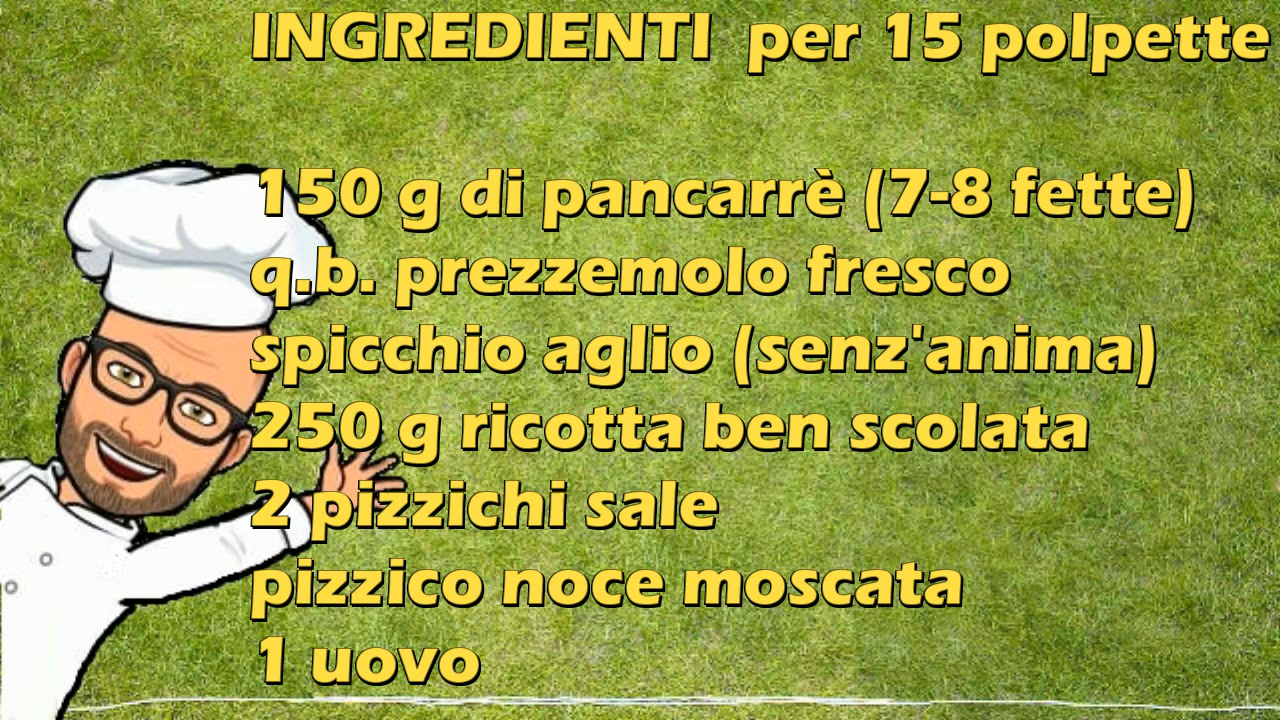 INGREDIENTI per 15 polpette
150 g di pancarrè (7-8 fette)
q.b. prezzemolo fresco
spicchio aglio (senz'anima)
250 g ricotta ben scolata
2 pizzichi sale
pizzico noce moscata
1 uovo